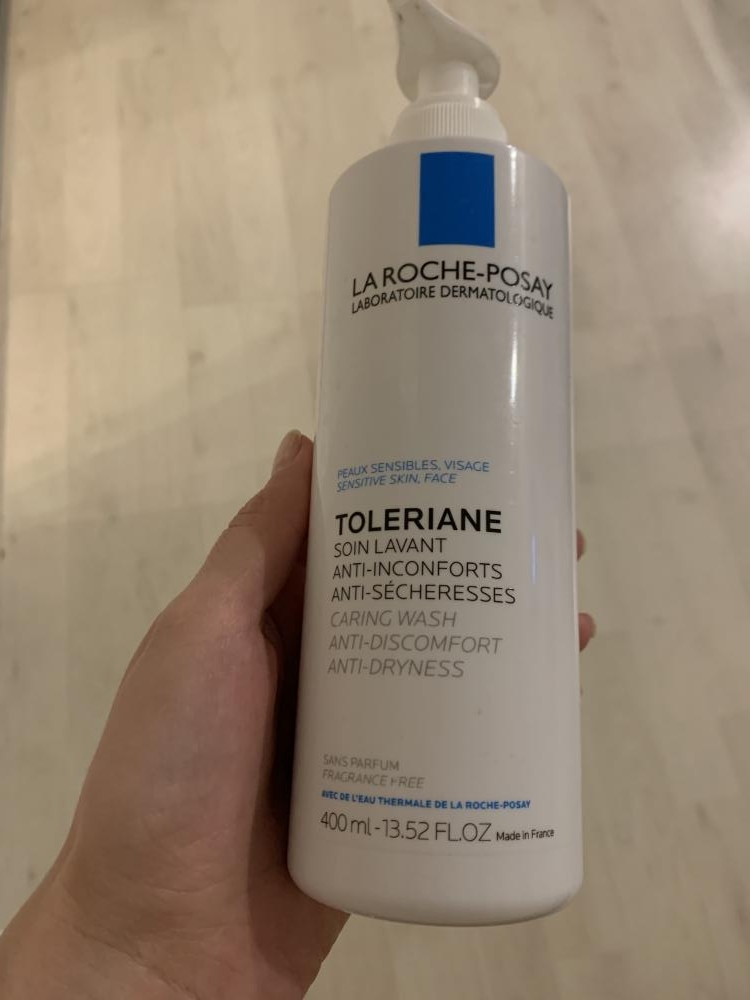 LA ROCHE-POSAY
LABORATOIRE DERMATOLOGIQUE
PEAUX SENSIBLES, VISAGE
SENSITIVE SKIN, FACE
TOLERIANE
SOIN LAVANT
ANTI-INCONFORTS
ANTI-SÉCHERESSES
CARING WASH
ANTI-DISCOMFORT
ANTI-DRYNESS
SANS PARFUM
FRAGRANCE FREE
AVEC DE L'EAU THERMALE DE LA ROCHE-POSAY
400 ml - 13.52 FL.OZ Made in France